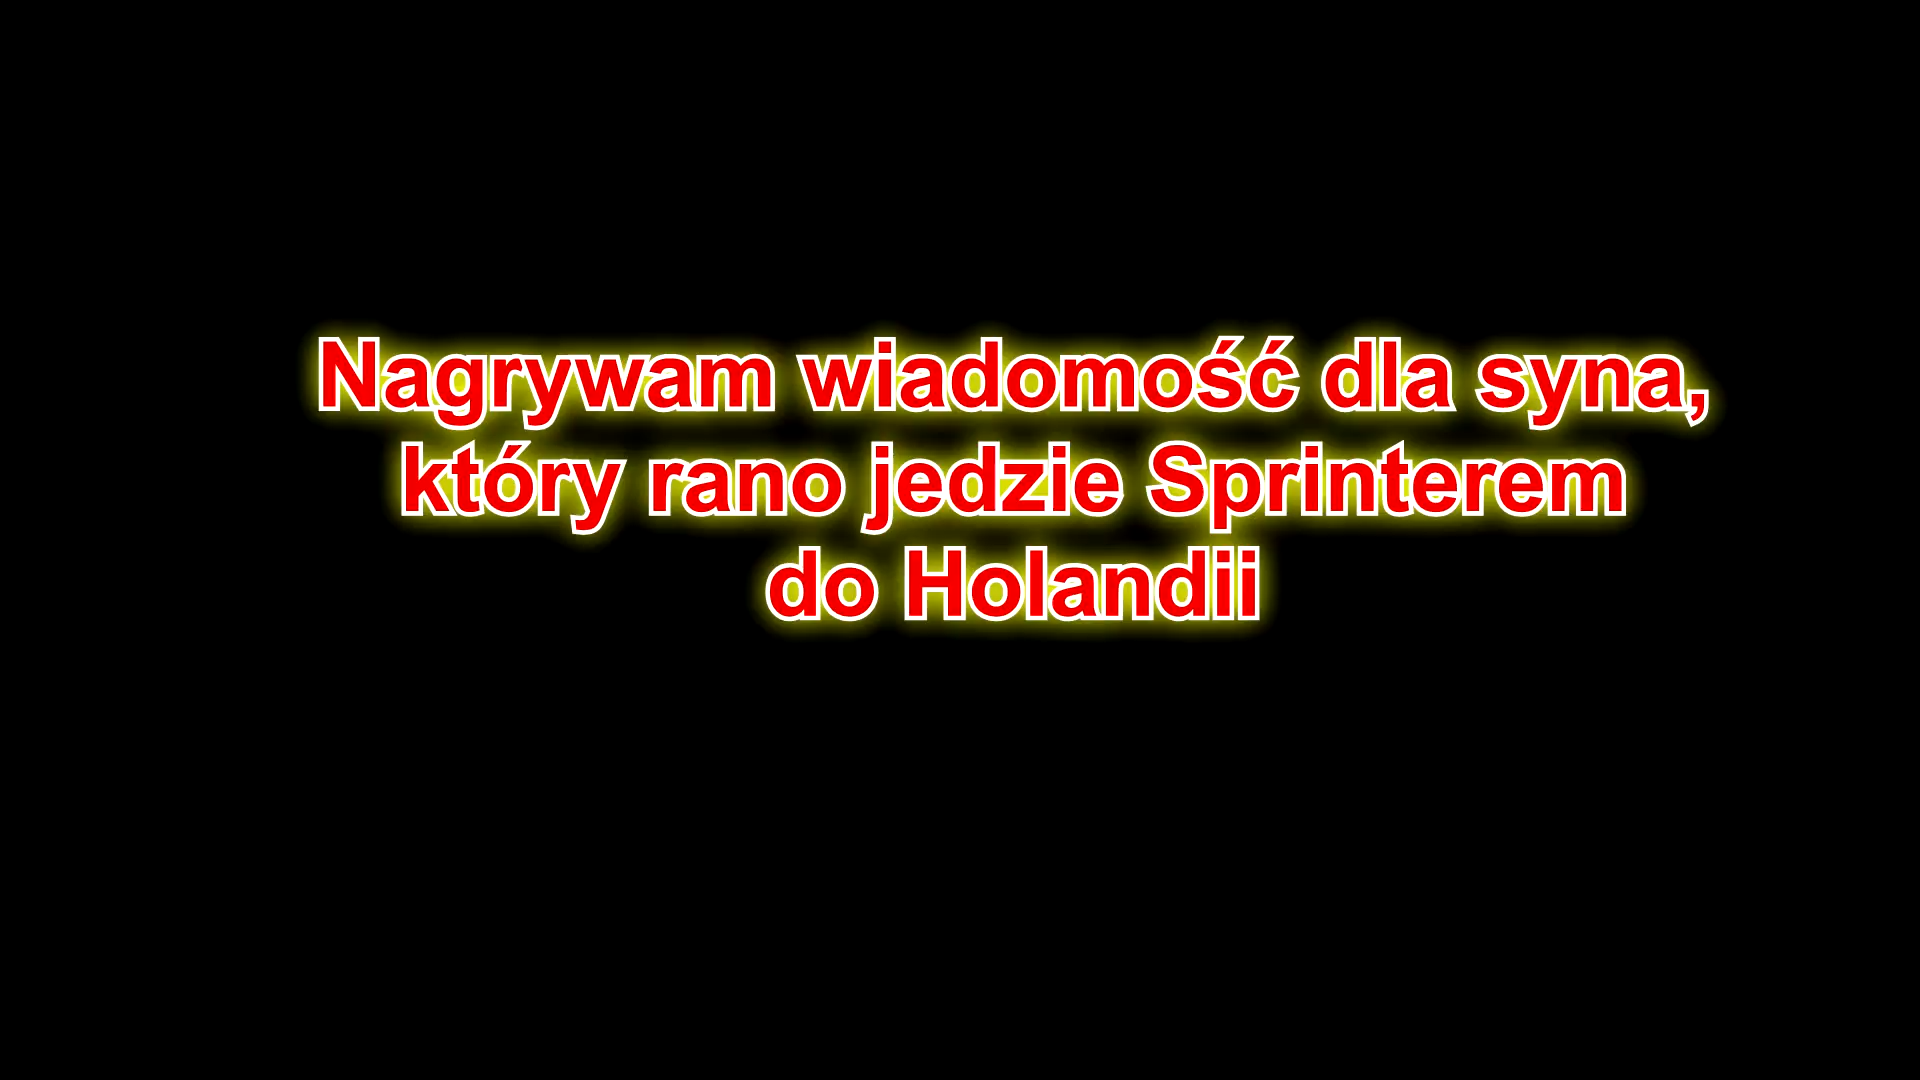 Nagrywam wiadomość dla syna,
który rano jedzie Sprinterem
do Holandii